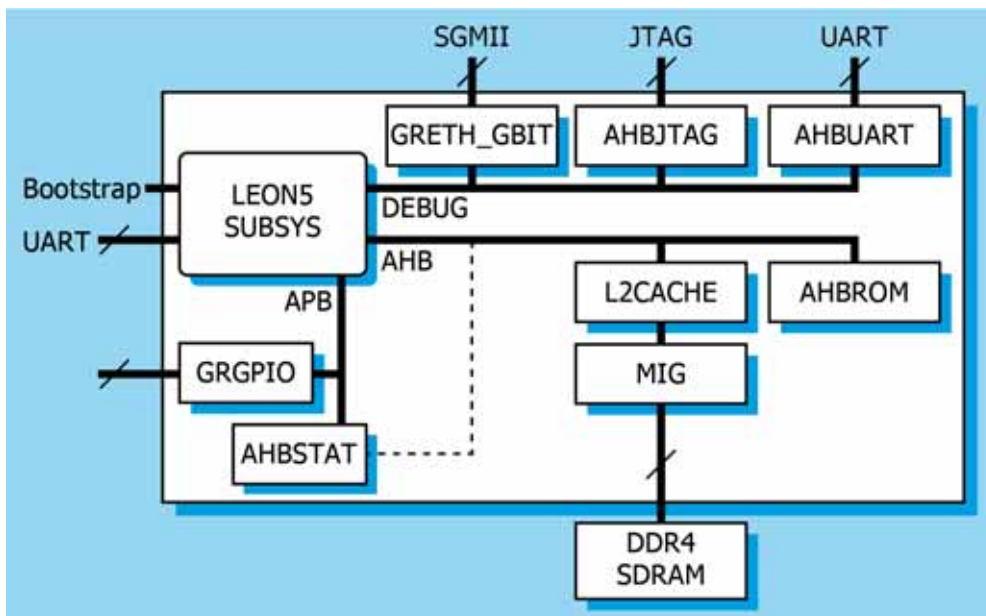 SGMII JTAG UART
GRETH_GBIT AHBJTAG AHBUART
Bootstrap
LEON5
SUBSYS
DEBUG
UART
AHB
APB
L2CACHE AHBROM
GRGPIO
MIG
AHBSTAT
DDR4
SDRAM